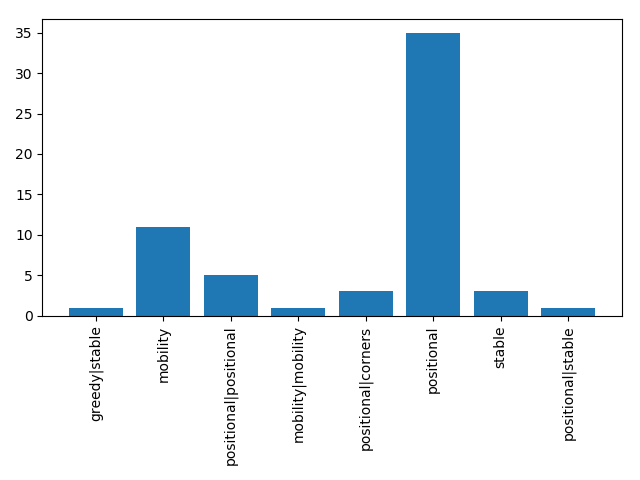 35
30
25
20
15
10
5
0
greedy|stable
mobility
positional|positional
mobility|mobility
positional|corners
positional
stable
positional|stable